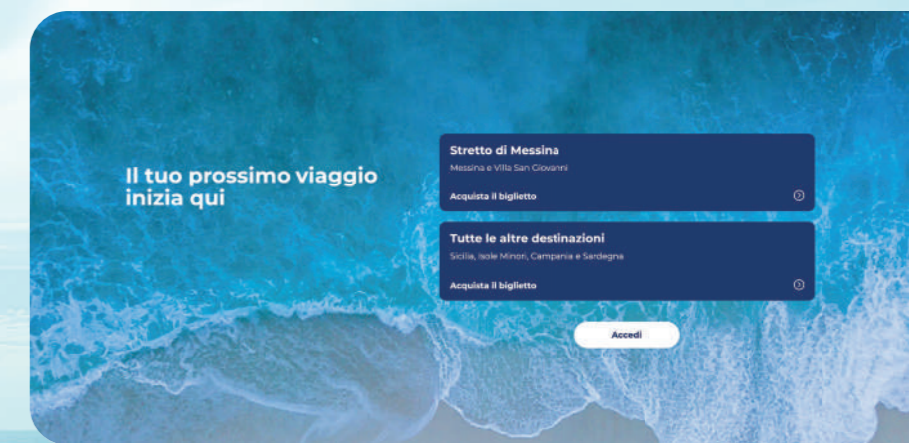 Il tuo prossimo viaggio
inizia qui
Stretto di Messina
Messina e Villa San Giovanni
Acquista il biglietto
Tutte le altre destinazioni
Sicilia, Isole Minori, Campania e Sardegna
Acquista il biglietto
Accedi